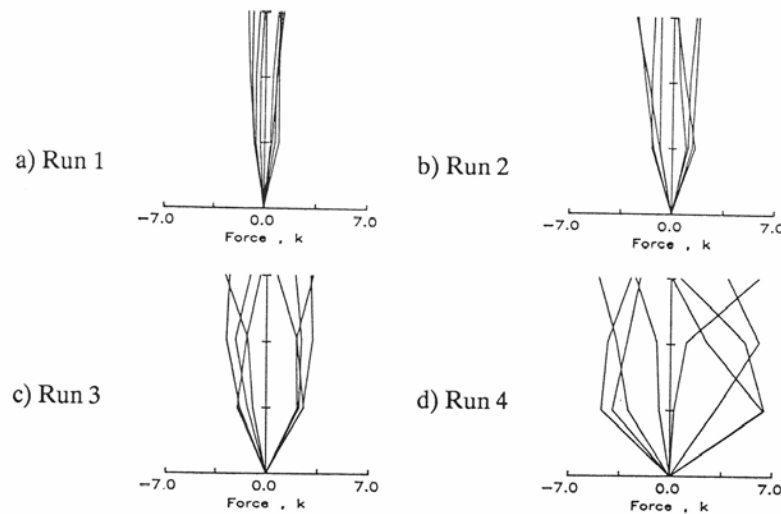 a) Run 1
-7.0 0.0 7.0
Force , k
b) Run 2
-7.0 0.0 7.0
Force , k
c) Run 3
-7.0 0.0 7.0
Force , k
d) Run 4
-7.0 0.0 7.0
Force , k